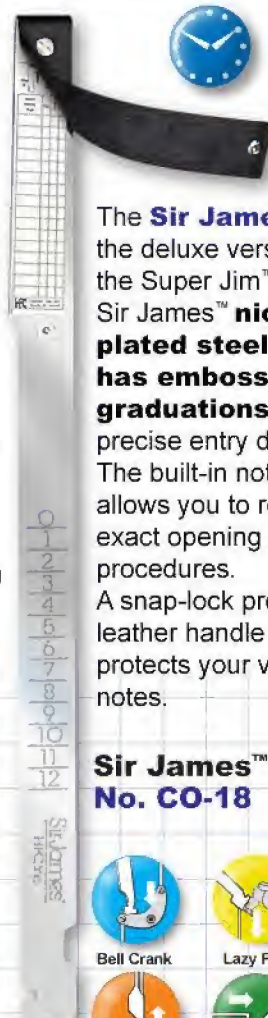 The Sir Jame
the deluxe vers
the Super Jim™
Sir James™ nic
plated steel
has emboss
graduations
precise entry d
The built-in not
allows you to re
exact opening
procedures.
A snap-lock pro
leather handle
protects your v
notes.
0
1
2
3
4
5
6
7
8
9
10
11
12
Sir James
Sir James™
No. CO-18
Bell Crank
Lazy P